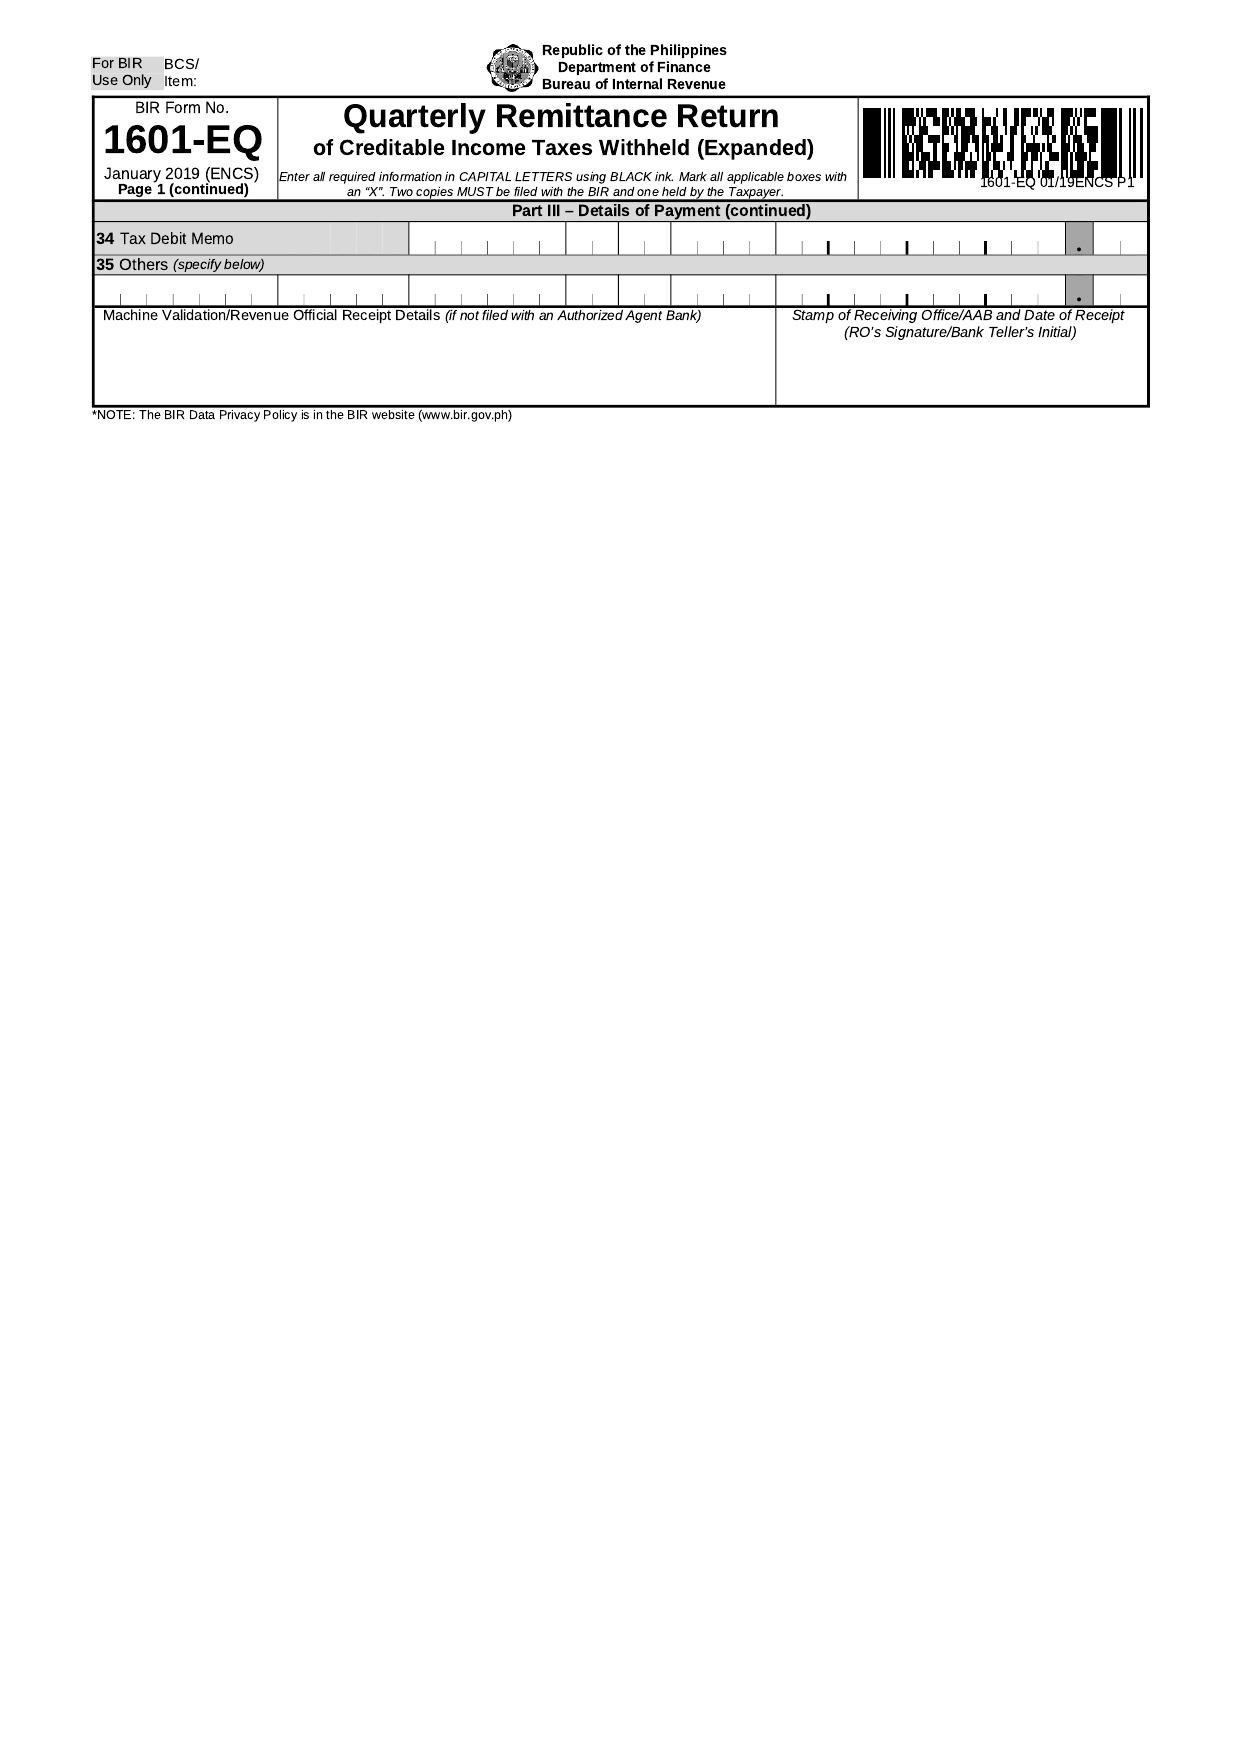 Republic of the Philippines
Department of Finance
Bureau of Internal Revenue
For BIR BCS/
Use Only Item:
BIR Form No.
1601-EQ
January 2019 (ENCS)
Page 1 (continued)
Quarterly Remittance Return
of Creditable Income Taxes Withheld (Expanded)
Enter all required information in CAPITAL LETTERS using BLACK ink. Mark all applicable boxes with
an “X”. Two copies MUST be filed with the BIR and one held by the Taxpayer.
1601-EQ 01/19ENCS P1
Part III – Details of Payment (continued)
34 Tax Debit Memo
35 Others (specify below)
Machine Validation/Revenue Official Receipt Details (if not filed with an Authorized Agent Bank)
Stamp of Receiving Office/AAB and Date of Receipt
(RO's Signature/Bank Teller's Initial)
*NOTE: The BIR Data Privacy Policy is in the BIR website (www.bir.gov.ph)